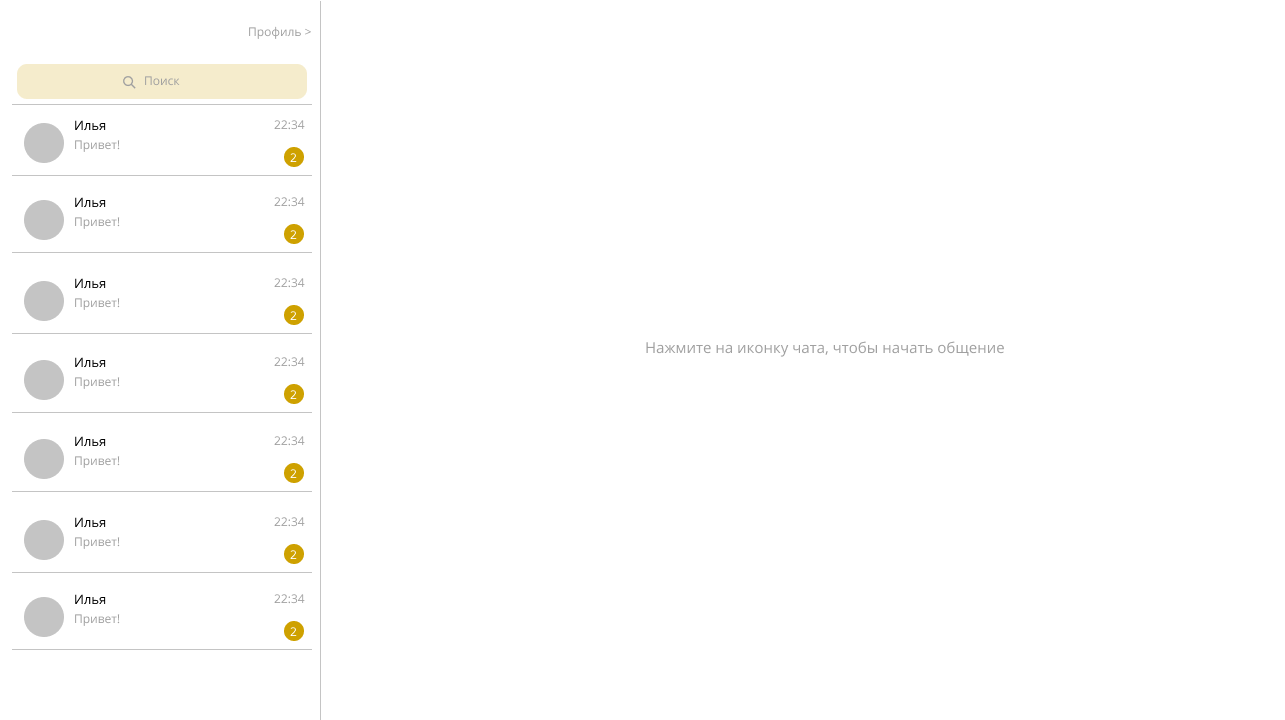 Профиль >
Поиск
Илья 22:34
Привет!
2
Илья 22:34
Привет!
2
Илья 22:34
Привет!
2
Илья 22:34
Привет!
2
Илья 22:34
Привет!
2
Илья 22:34
Привет!
2
Илья 22:34
Привет!
2
Нажмите на иконку чата, чтобы начать общение